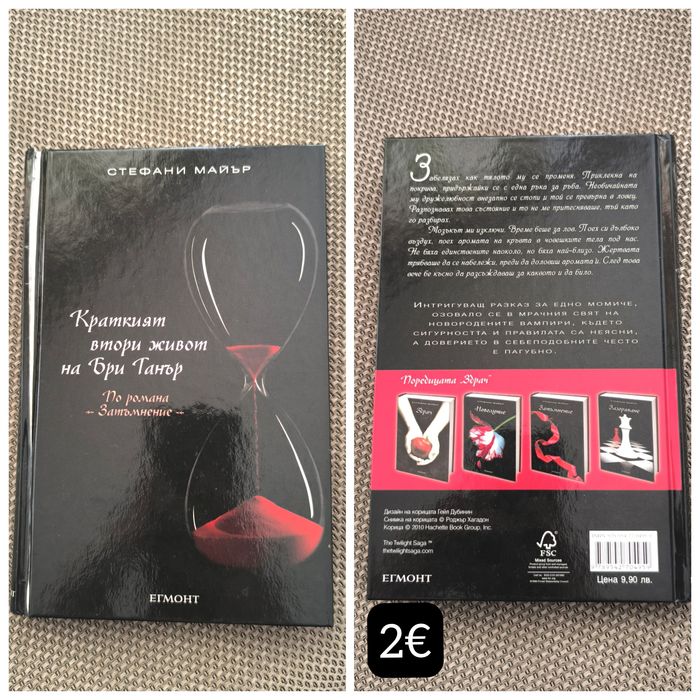 СТЕФАНИ МАЙЪР
Краткият
втори живот
на Бри Танър
По романа
Затъмнение
ЕГМОНТ
Забелязах как тялото му се променя. Приклекна на
покрива, придържайки се с една ръка за ръба. Необичайната
му дружелюбност внезапно се стопи и той се превърна в ловец.
Разпознавах това състояние и то не ме притесняваше, тъй като
го разбирах.
Мозъкът ми изключи. Време беше за лов. Поех си дълбоко
въздух, поех аромата на кръвта в човешките тела под нас.
Не бяха единствените наоколо, но бяха най-близо. Жертвата
трябваше да се набележи, преди да доловиш аромата ѝ. След това
вече бе късно да разсъждаваш за каквото и да било.
ИНТРИГУВАЩ РАЗКАЗ ЗА ЕДНО МОМИЧЕ,
ОЗОВАЛО СЕ В МРАЧНИЯ СВЯТ НА
НОВОРОДЕНИТЕ ВАМПИРИ, КЪДЕТО
СИГУРНОСТТА И ПРАВИЛАТА СА НЕЯСНИ,
А ДОВЕРИЕТО В СЕБЕПОДОБНИТЕ ЧЕСТО
Е ПАГУБНО.
Поредицата „Здрач"
Здрач
Новолуние
Затъмнение
Зазоряване
Дизайн на корицата Гейл Дубинин
Снимка на корицата © Роджър Хагадон
Корица © 2010 Hachette Book Group, Inc.
The Twilight Saga™
thetwilightsaga.com
ЕГМОНТ
FSC
Mixed Sources
Цена 9,90 лв.
2€